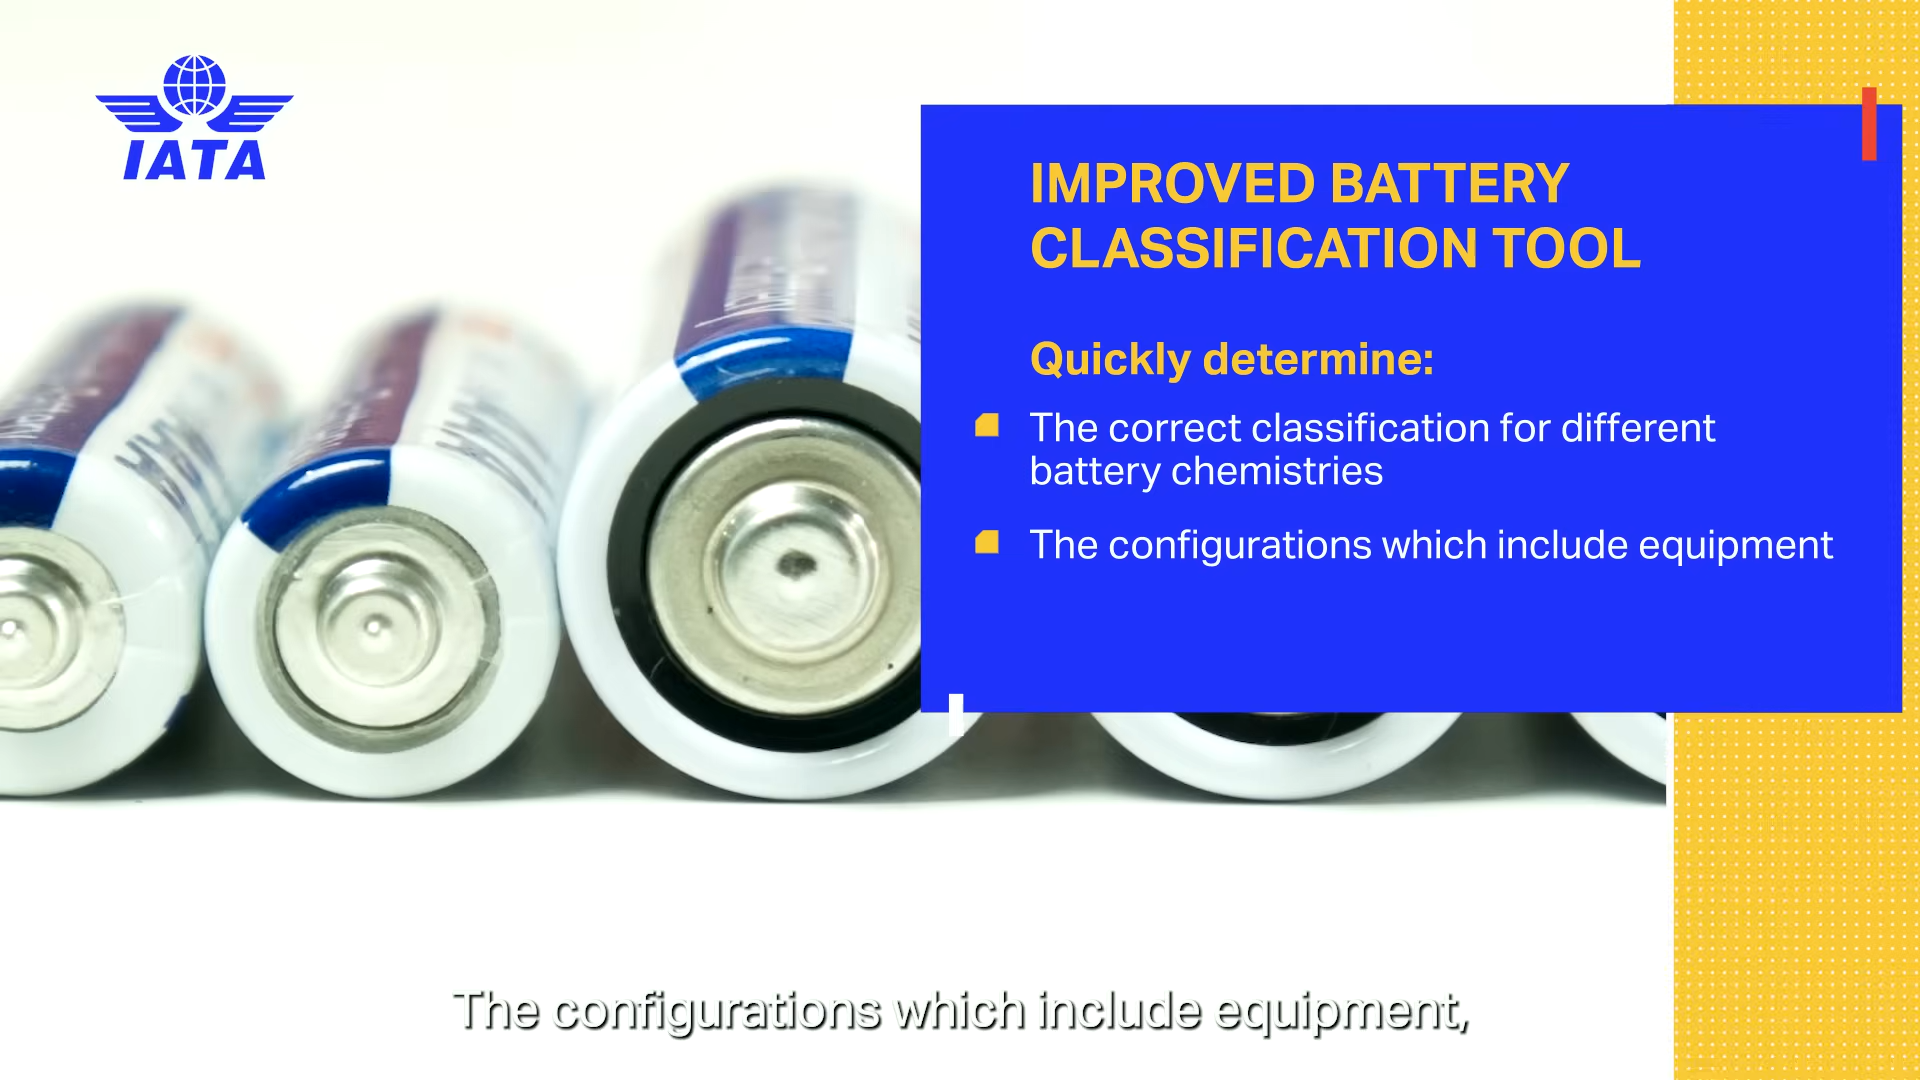 IATA
IMPROVED BATTERY
CLASSIFICATION TOOL
Quickly determine:
The correct classification for different
battery chemistries
The configurations which include equipment
The configurations which include equipment,